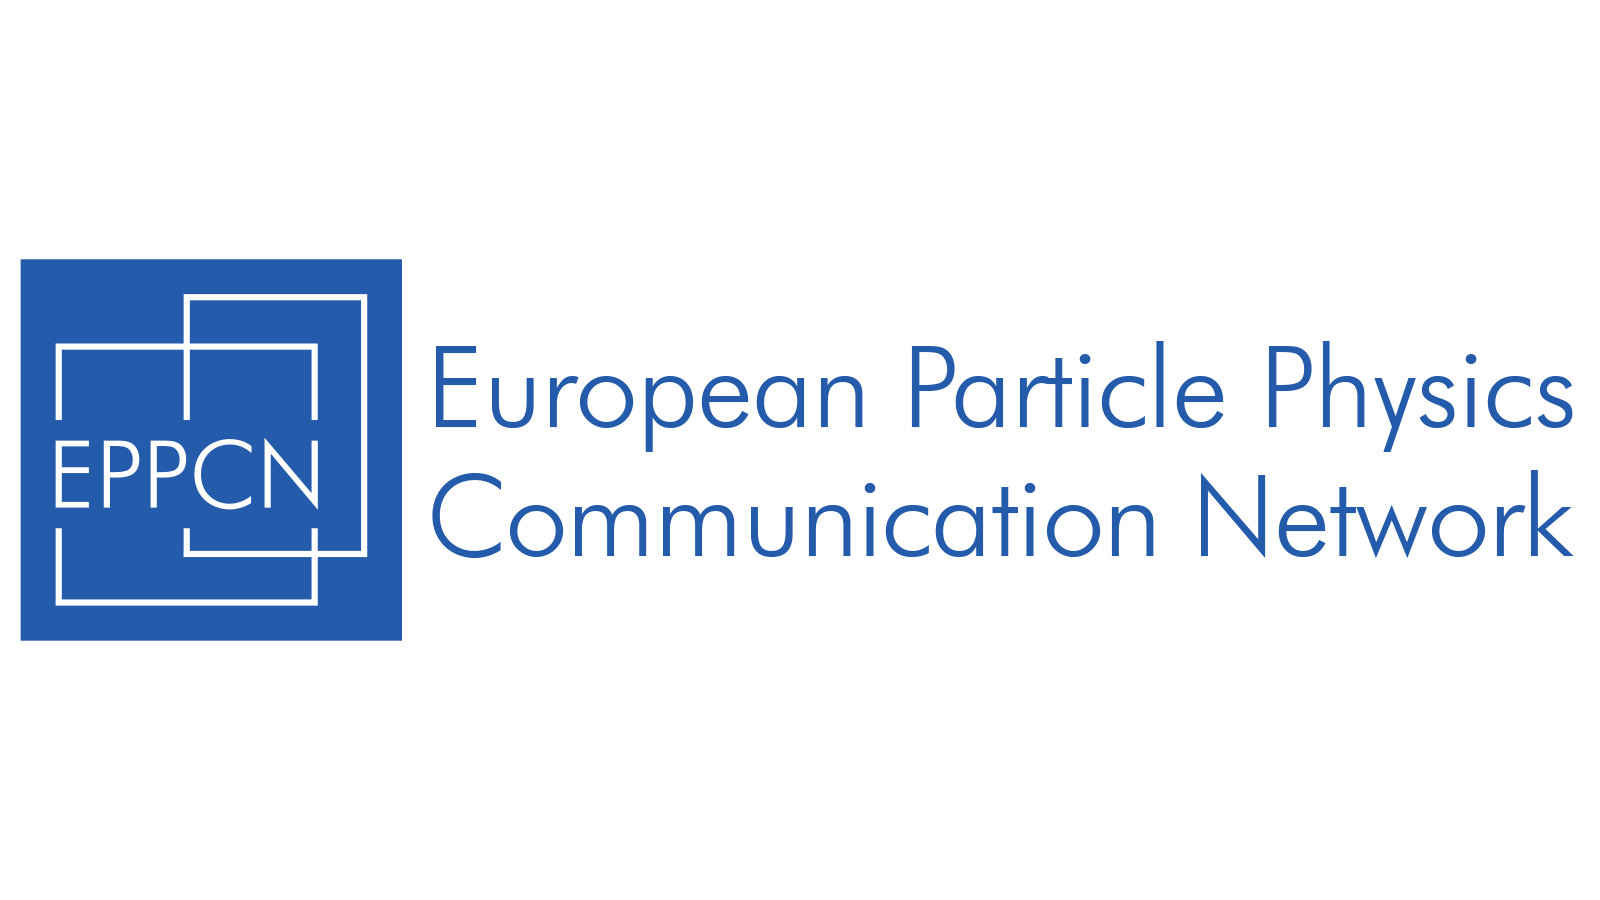 EPPCN
European Particle Physics
Communication Network